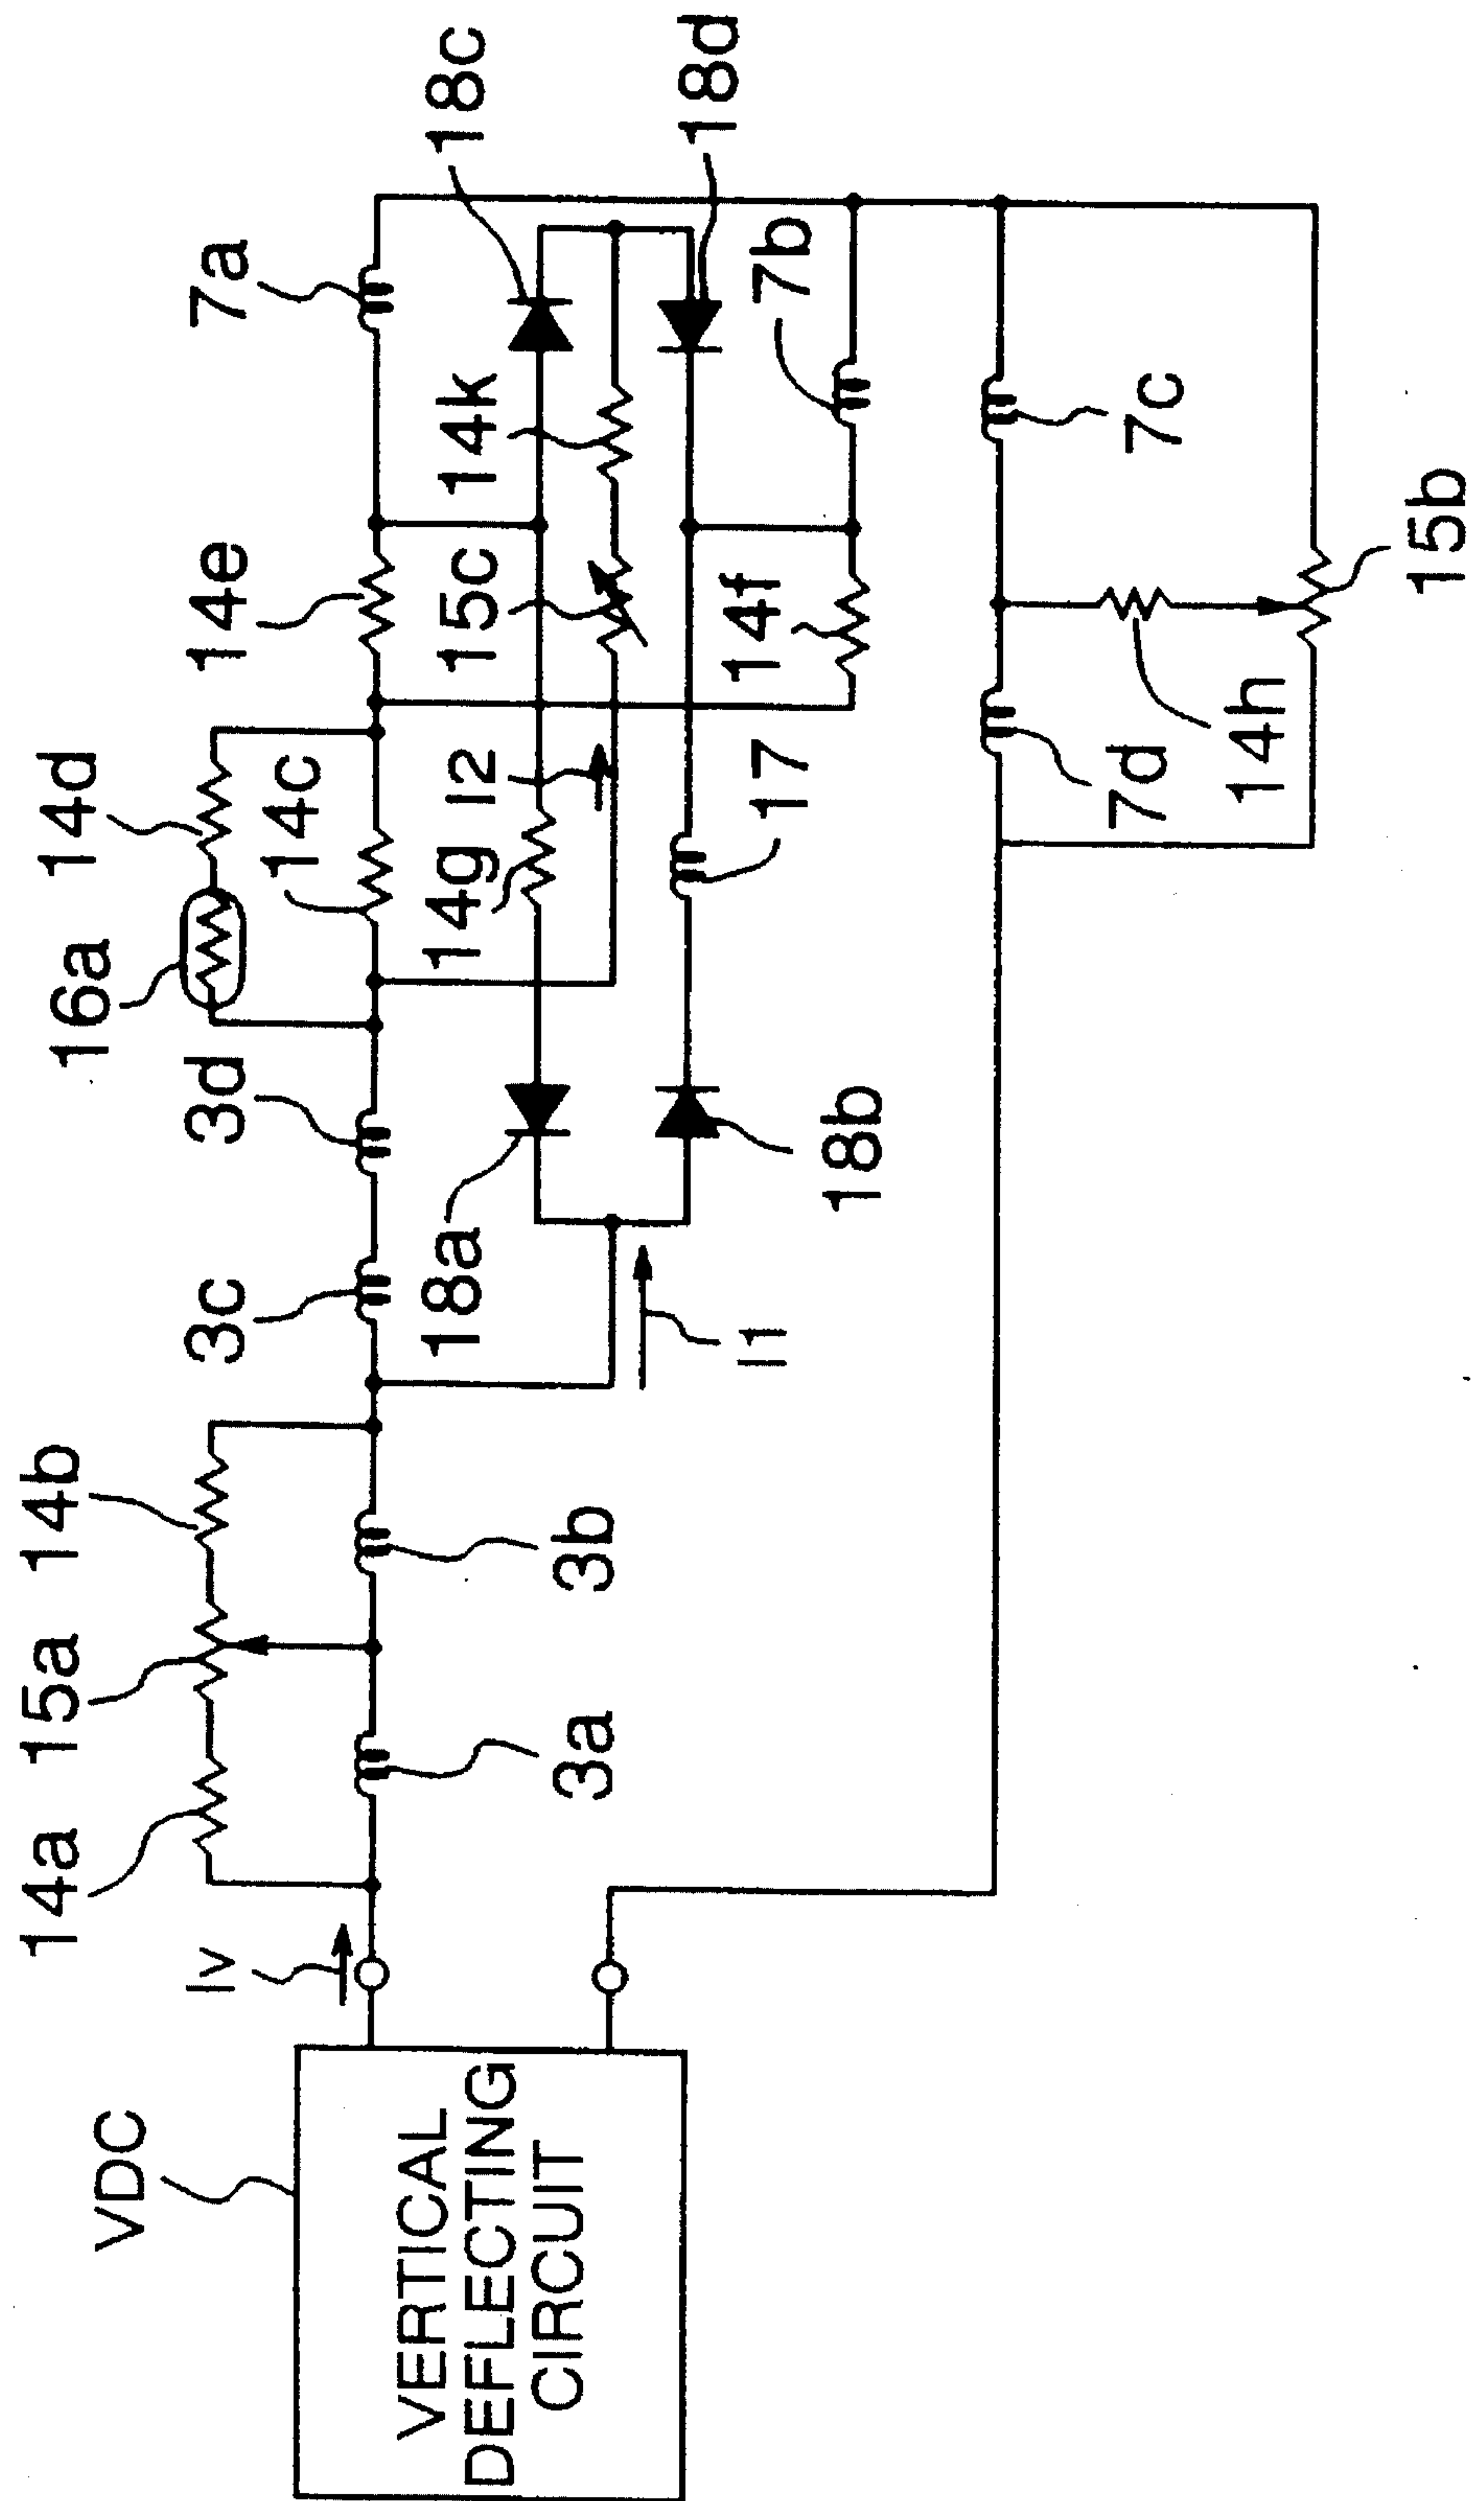 VDC
VERTICAL
DEFLECTING
CIRCUIT
Iv
14a
15a
14b
3a
3b
3c
3d
16a
14d
14c
14e
7a
18a
14g
I2
15c
14k
18c
18d
I1
18b
17
14f
7b
7d
14h
7c
15b